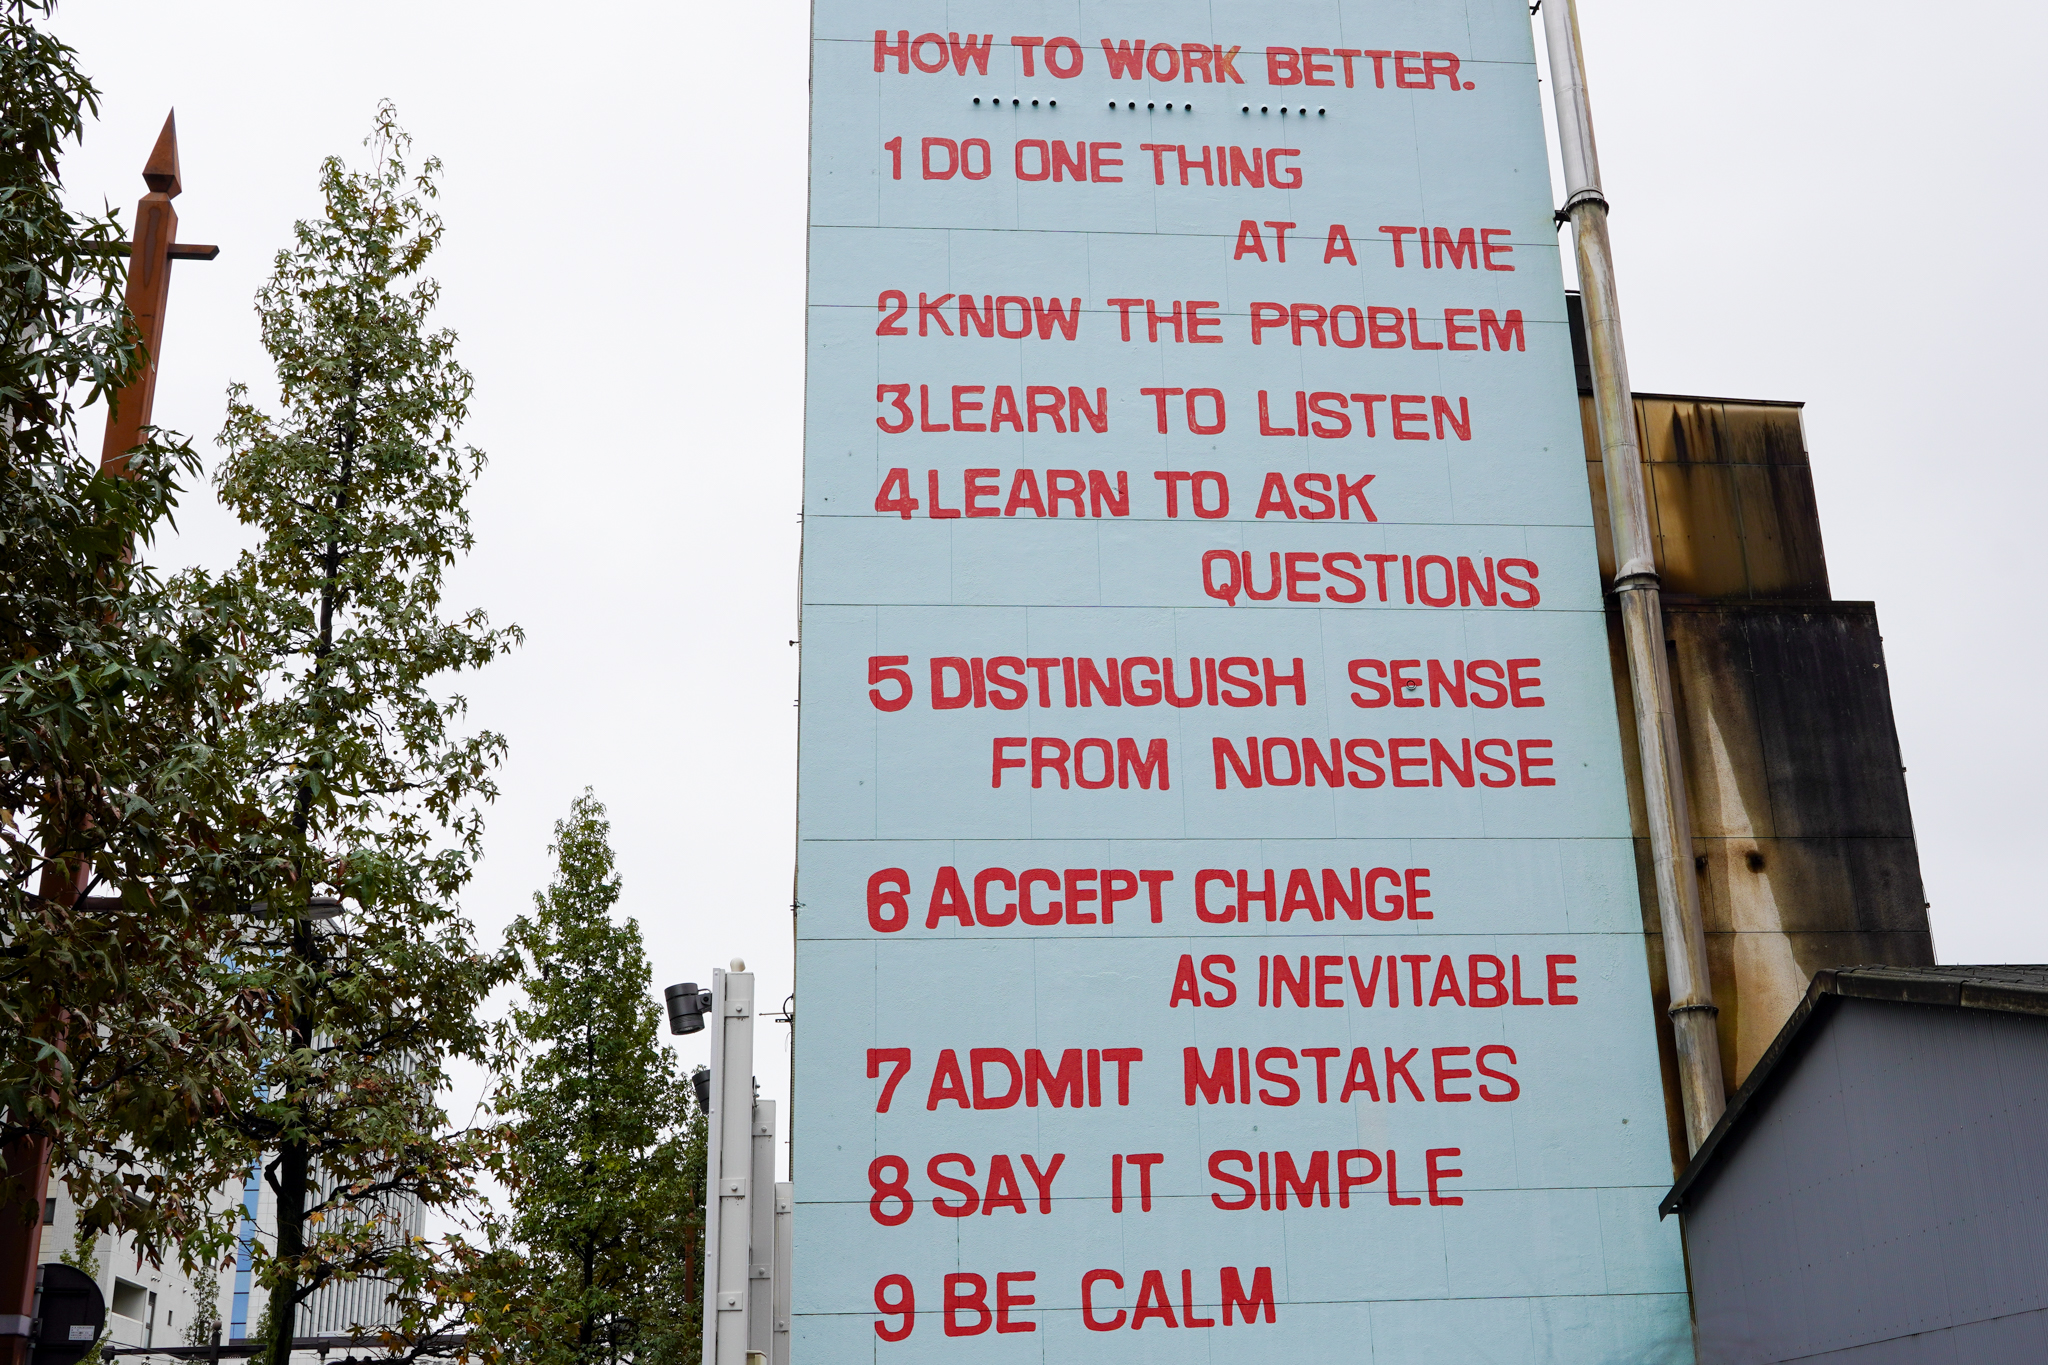 HOW TO WORK BETTER.
1 DO ONE THING
AT A TIME
2 KNOW THE PROBLEM
3 LEARN TO LISTEN
4 LEARN TO ASK
QUESTIONS
5 DISTINGUISH SENSE
FROM NONSENSE
6 ACCEPT CHANGE
AS INEVITABLE
7 ADMIT MISTAKES
8 SAY IT SIMPLE
9 BE CALM